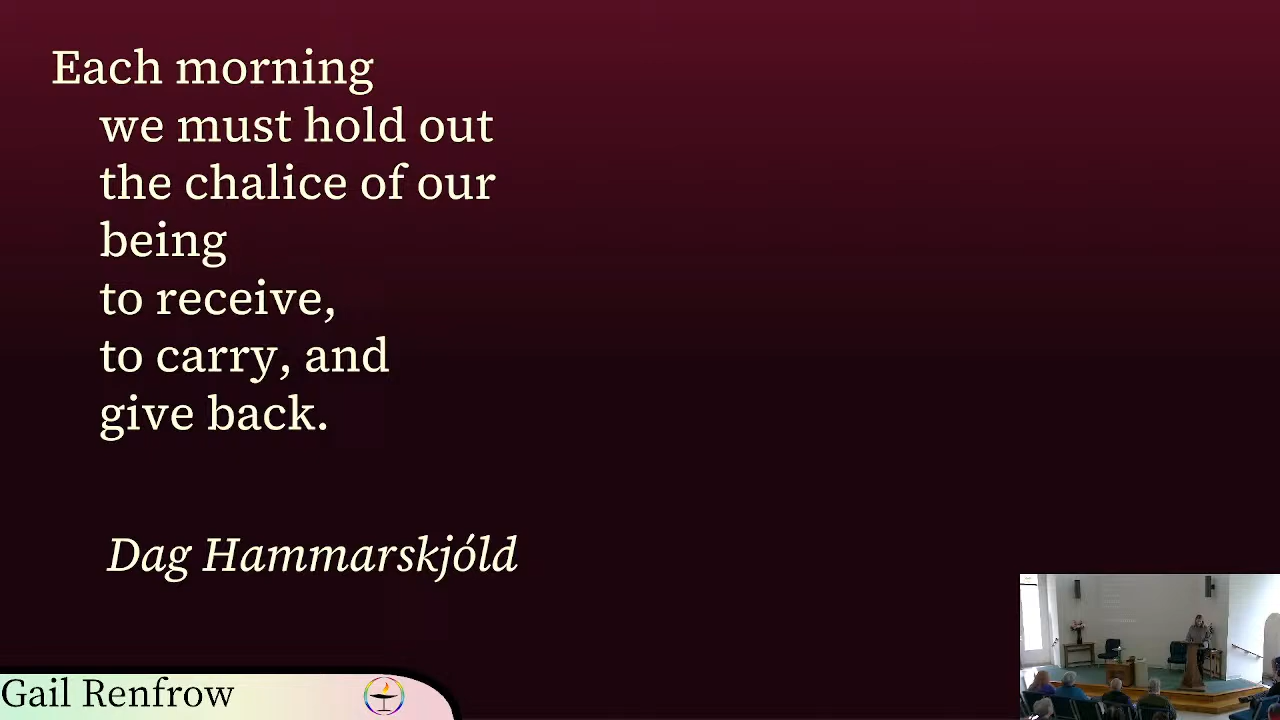 Each morning
we must hold out
the chalice of our
being
to receive,
to carry, and
give back.
Dag Hammarskjóld
Gail Renfrow